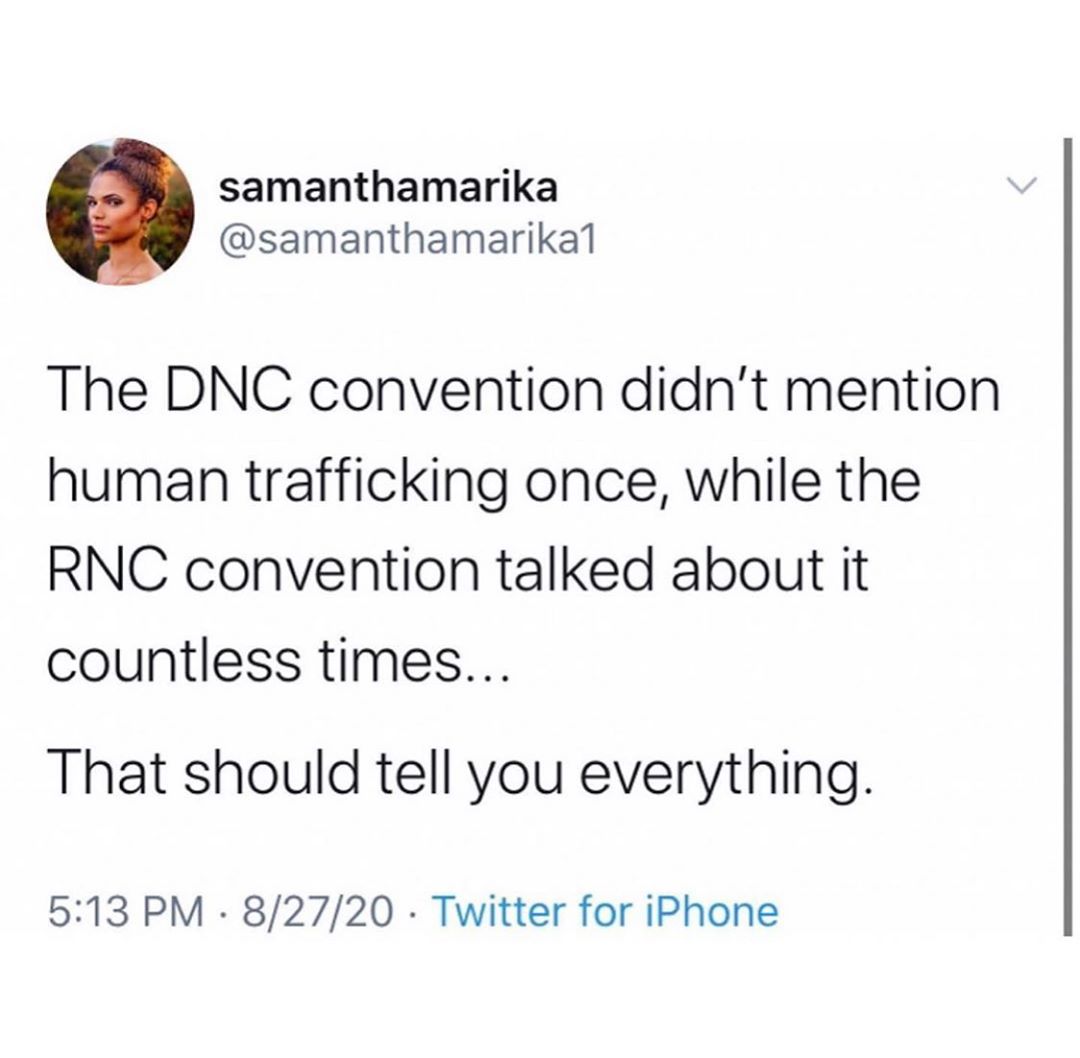 samanthamarika
@samanthamarika1
The DNC convention didn't mention
human trafficking once, while the
RNC convention talked about it
countless times...
That should tell you everything.
5:13 PM · 8/27/20 · Twitter for iPhone